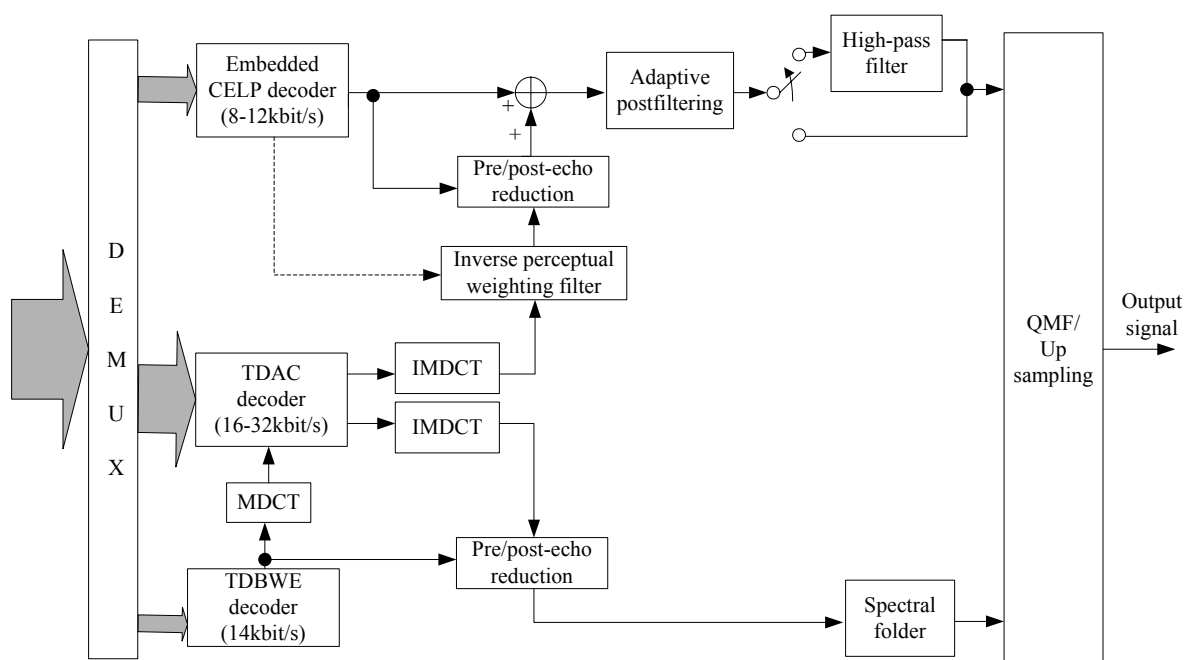 D
E
M
U
X
Embedded
CELP decoder
(8-12kbit/s)
+
+
Adaptive
postfiltering
High-pass
filter
Pre/post-echo
reduction
Inverse perceptual
weighting filter
TDAC
decoder
(16-32kbit/s)
IMDCT
IMDCT
MDCT
TDBWE
decoder
(14kbit/s)
Pre/post-echo
reduction
Spectral
folder
QMF/
Up
sampling
Output
signal